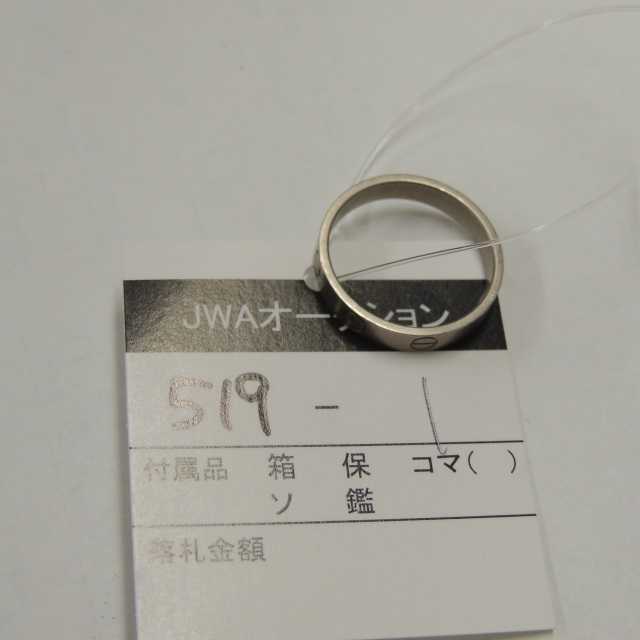 JWAオークション
519 - 1
付属品 箱 保 コマ( )
ソ 鑑
落札金額